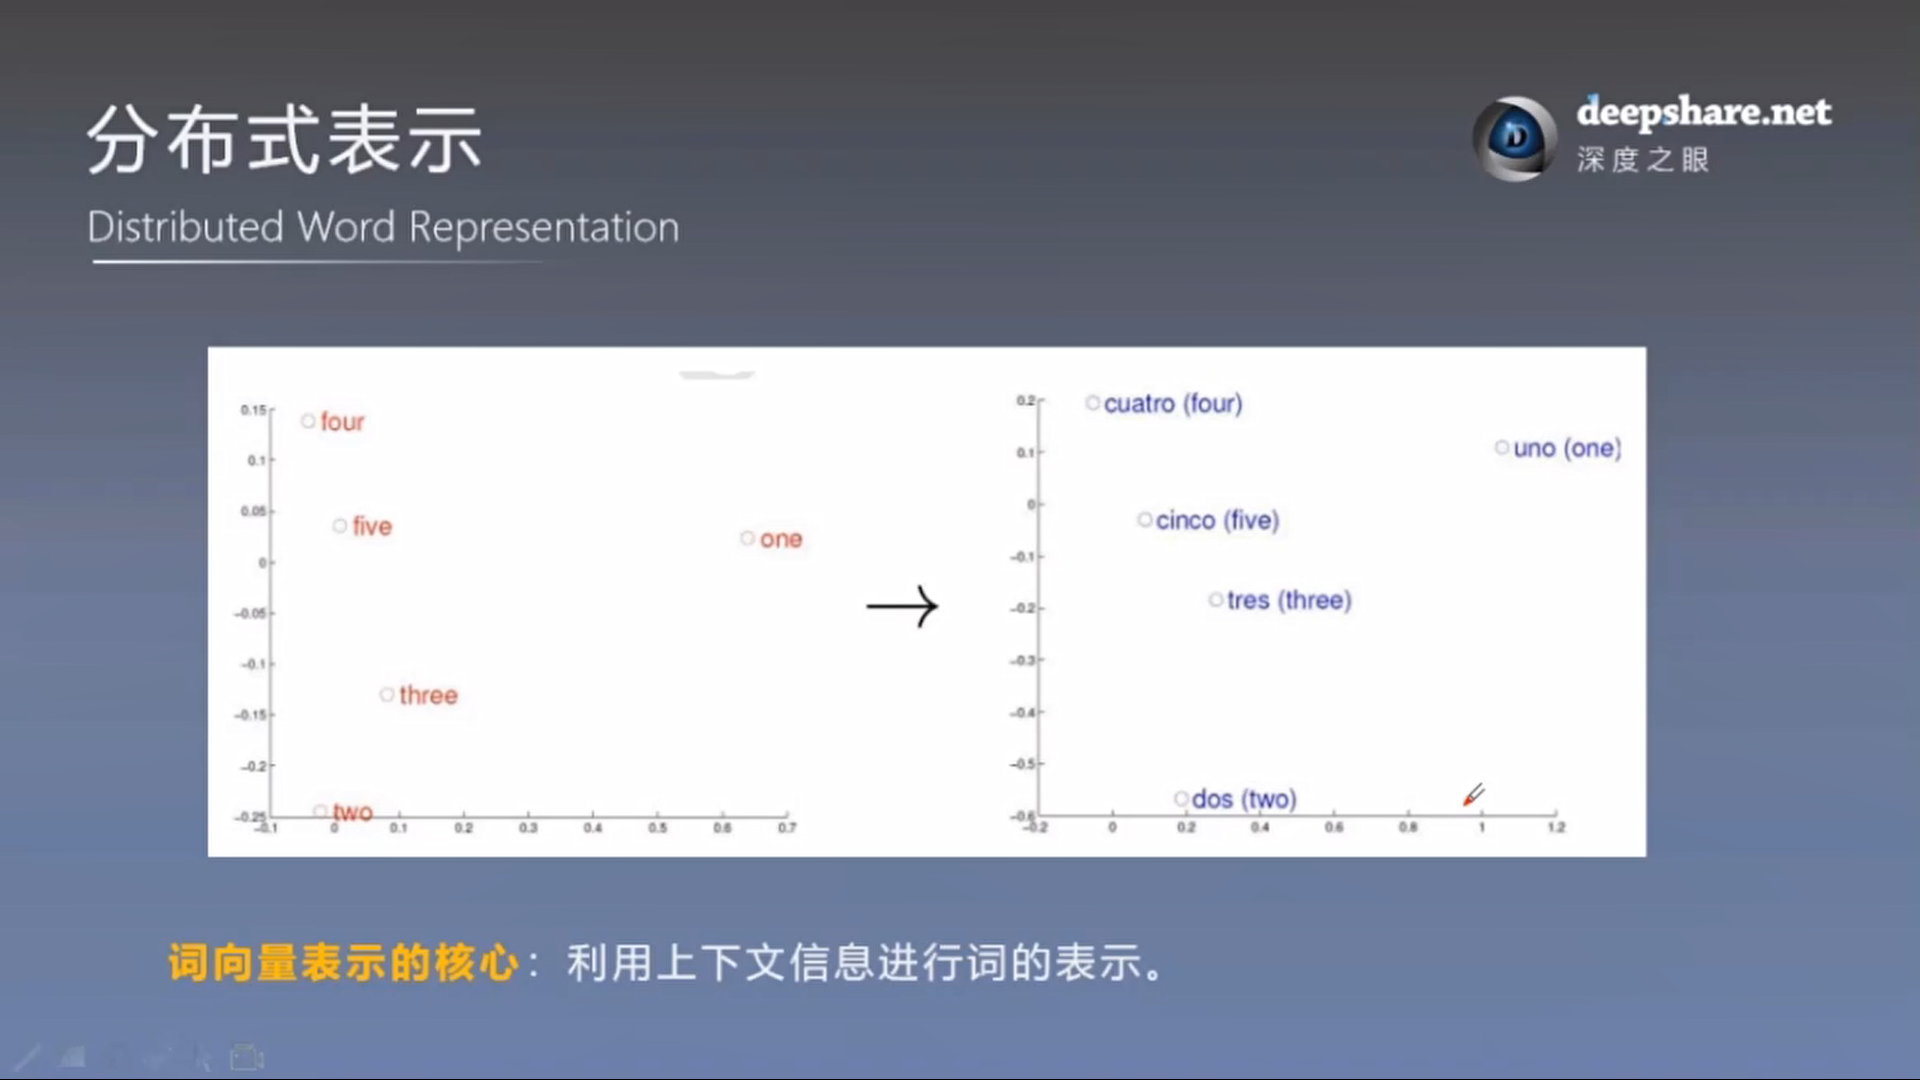 分布式表示
Distributed Word Representation
deepshare.net
深度之眼
0.15
0.1
0.05
0
-0.05
-0.1
-0.15
-0.2
-0.25
-0.1 0 0.1 0.2 0.3 0.4 0.5 0.6 0.7
four
five
one
three
two
→
0.2
0.1
0
-0.1
-0.2
-0.3
-0.4
-0.5
-0.6
-0.2 0 0.2 0.4 0.6 0.8 1 1.2
cuatro (four)
uno (one)
cinco (five)
tres (three)
dos (two)
词向量表示的核心：利用上下文信息进行词的表示。